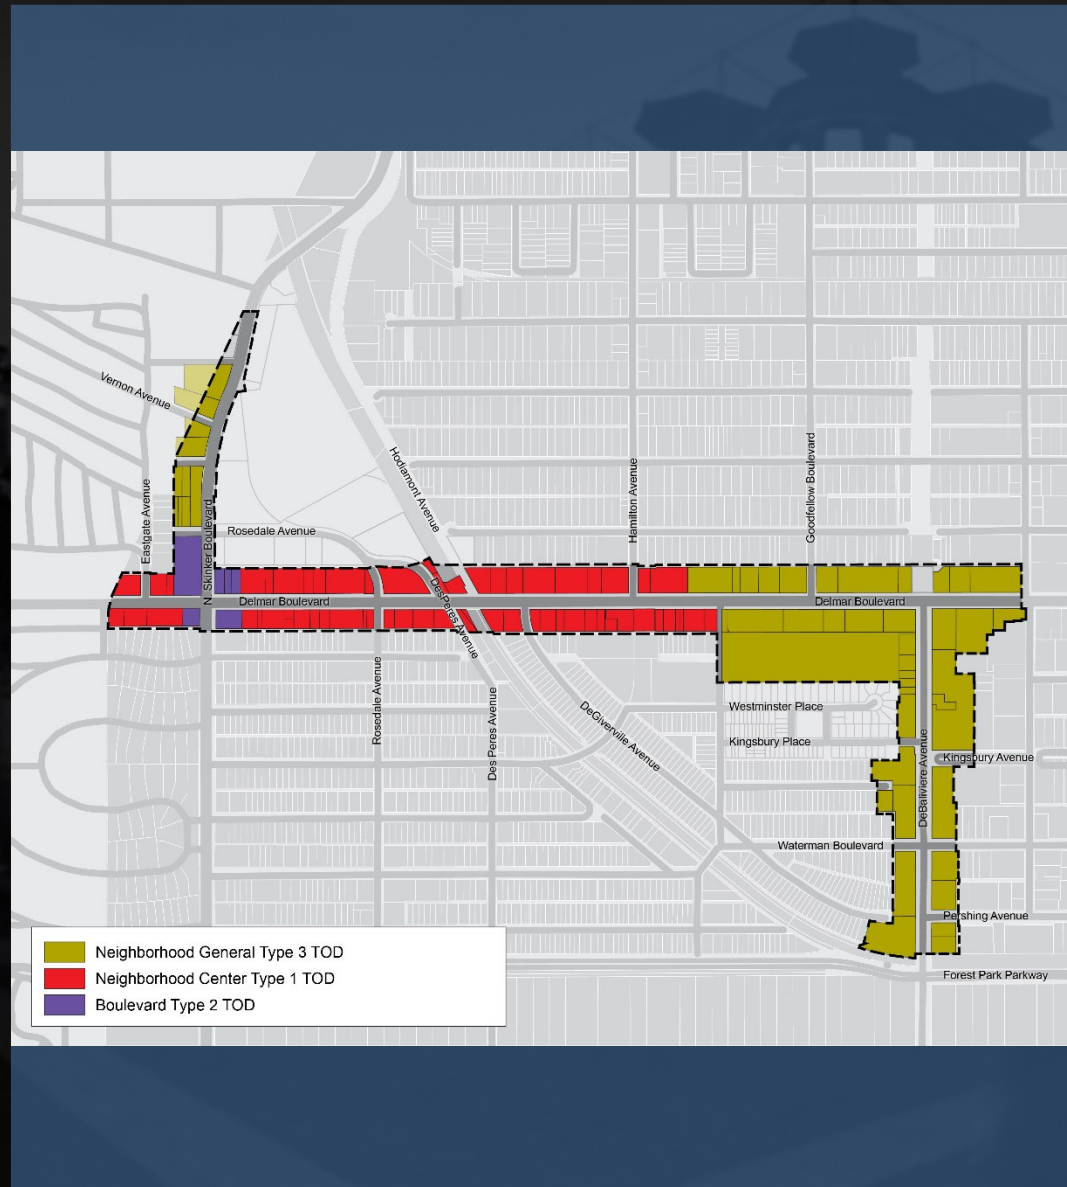 Vernon Avenue
Eastgate Avenue
N. Skinker Boulevard
Rosedale Avenue
Hodiamont Avenue
Hamilton Avenue
Goodfellow Boulevard
Delmar Boulevard
DesPeres Avenue
Delmar Boulevard
Rosedale Avenue
Des Peres Avenue
DeGiverville Avenue
Westminster Place
Kingsbury Place
DeBaliviere Avenue
Kingsbury Avenue
Waterman Boulevard
Pershing Avenue
Forest Park Parkway
Neighborhood General Type 3 TOD
Neighborhood Center Type 1 TOD
Boulevard Type 2 TOD